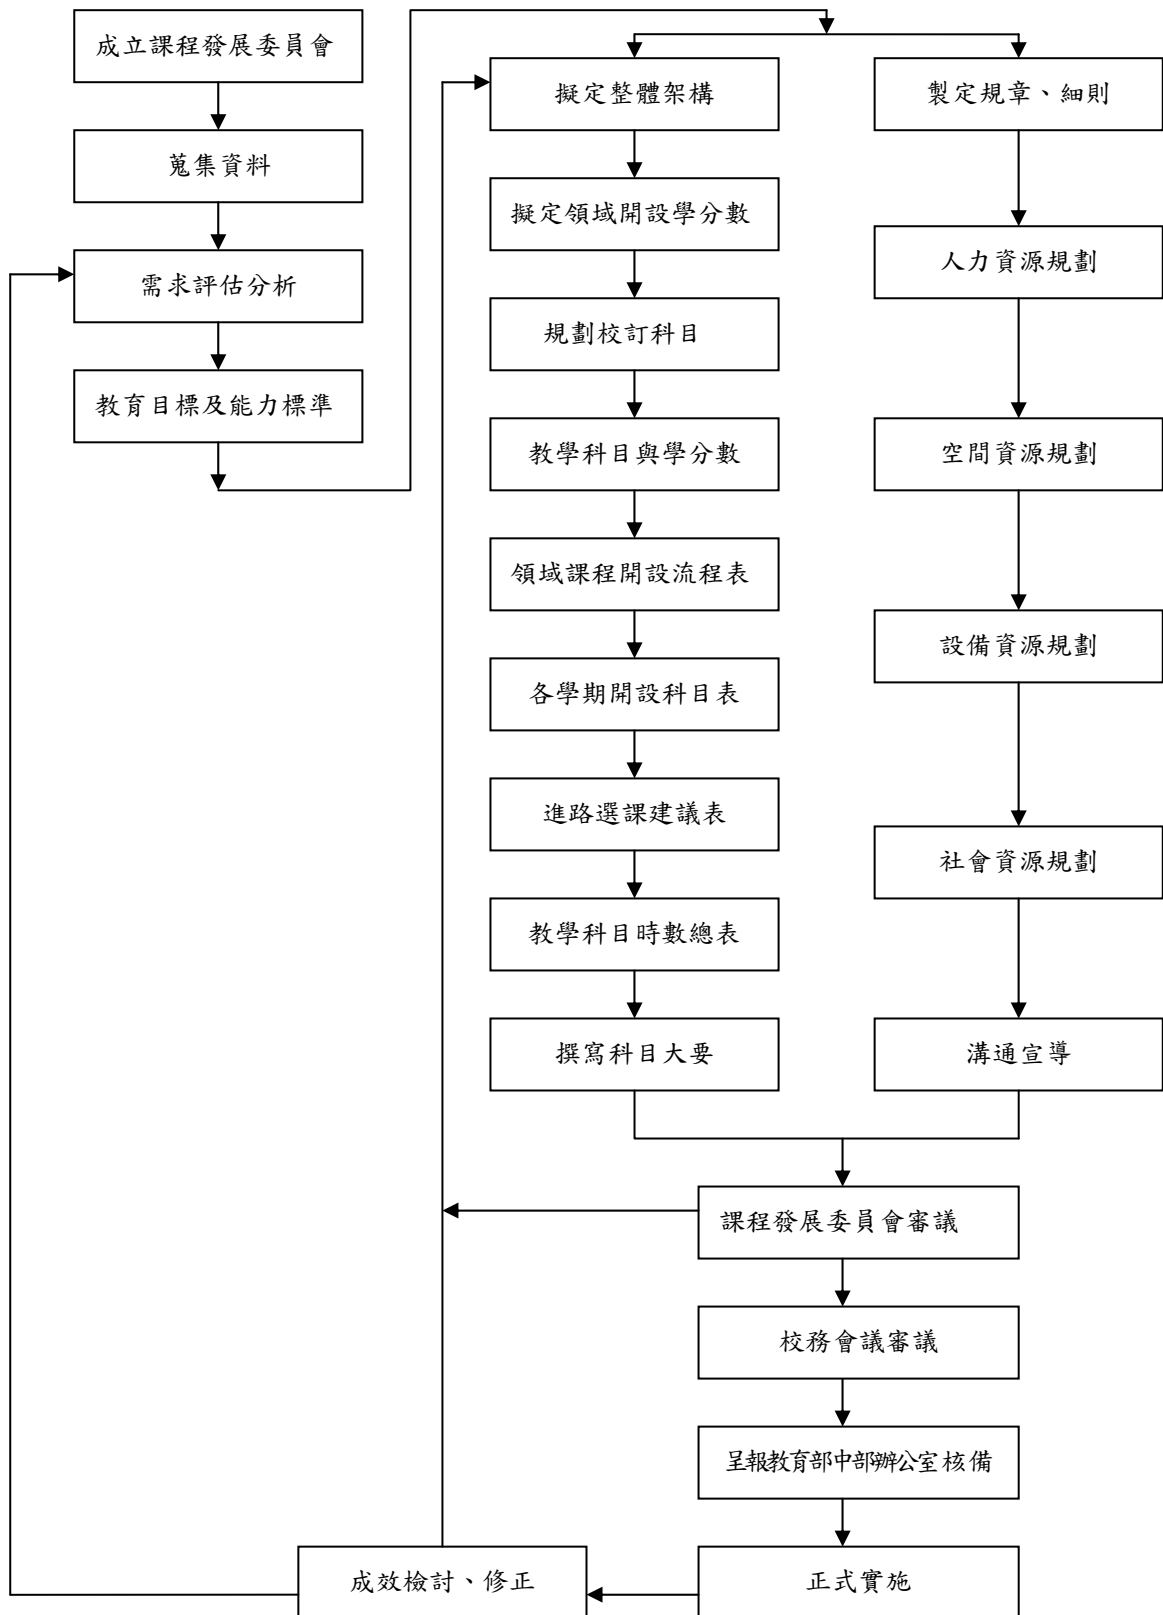 成立課程發展委員會
蒐集資料
需求評估分析
教育目標及能力標準
擬定整體架構
擬定領域開設學分數
規劃校訂科目
教學科目與學分數
領域課程開設流程表
各學期開設科目表
進路選課建議表
教學科目時數總表
撰寫科目大要
製定規章、細則
人力資源規劃
空間資源規劃
設備資源規劃
社會資源規劃
溝通宣導
課程發展委員會審議
校務會議審議
呈報教育部中部辦公室核備
正式實施
成效檢討、修正